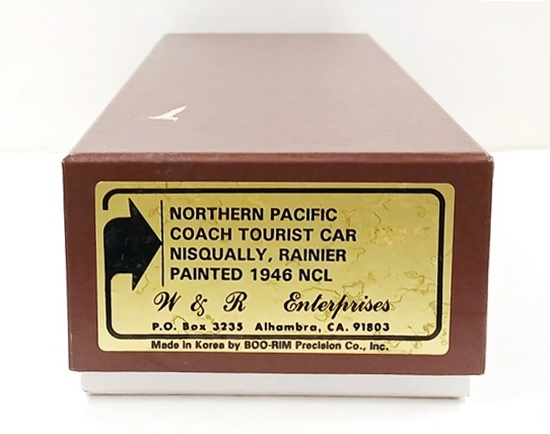 NORTHERN PACIFIC
COACH TOURIST CAR
NISQUALLY, RAINIER
PAINTED 1946 NCL
W & R Enterprises
P.O. Box 3235 Alhambra, CA. 91803
Made in Korea by BOO-RIM Precision Co., Inc.